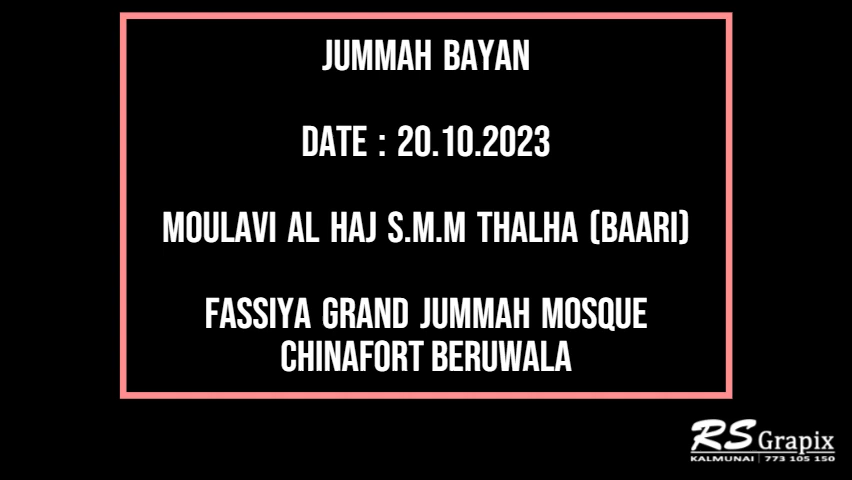 JUMMAH BAYAN
DATE : 20.10.2023
MOULAVI AL HAJ S.M.M THALHA (BAARI)
FASSIYA GRAND JUMMAH MOSQUE
CHINAFORT BERUWALA
RS Grapix
KALMUNAI | 773 105 150